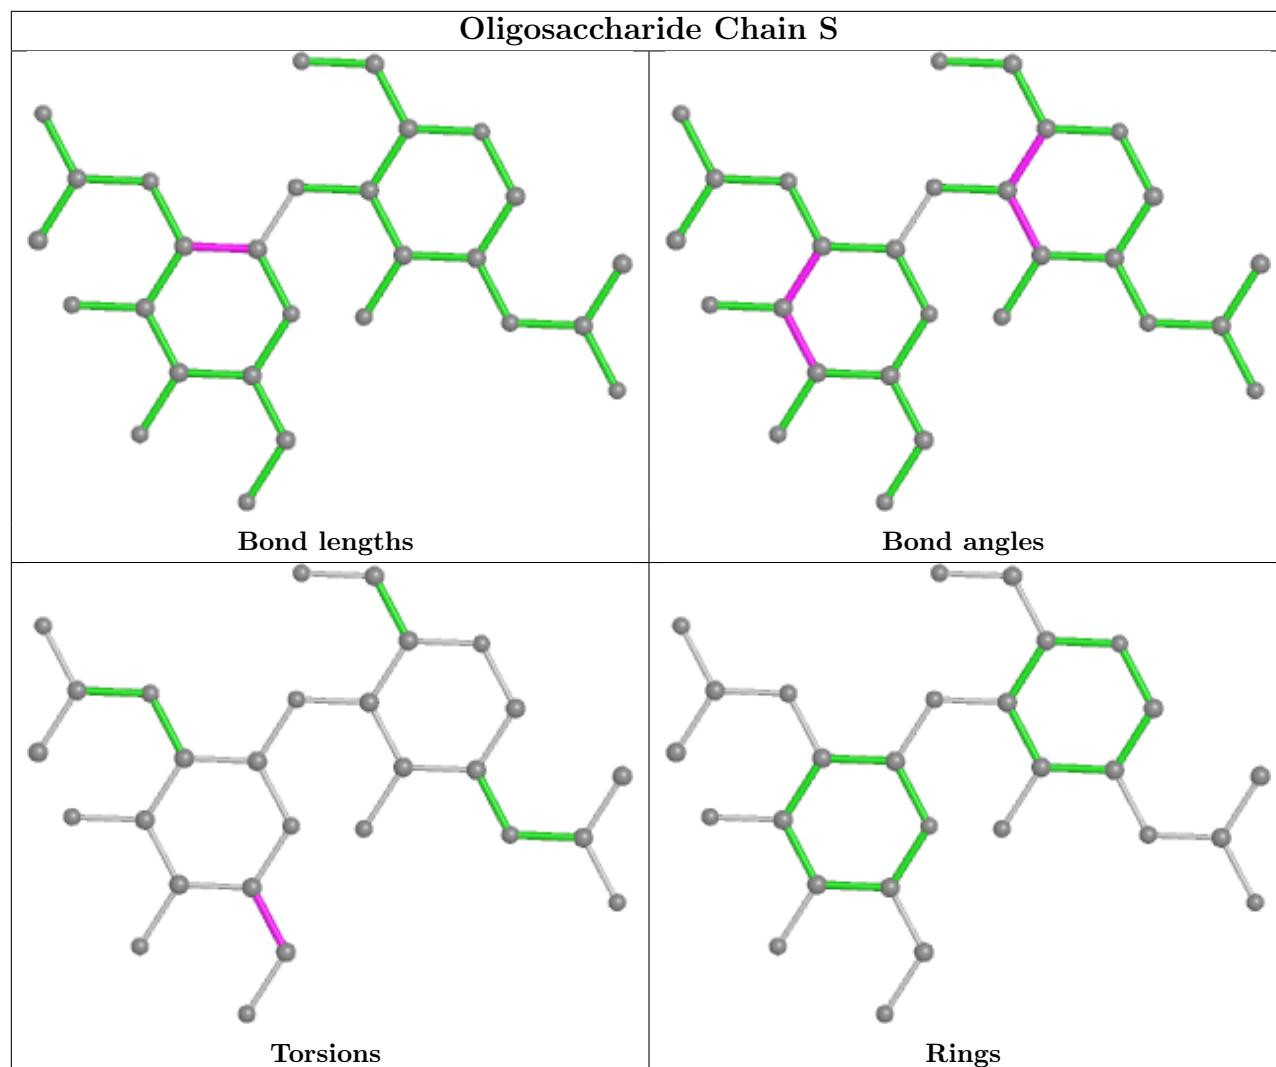 Oligosaccharide Chain S
Bond lengths
Bond angles
Torsions
Rings